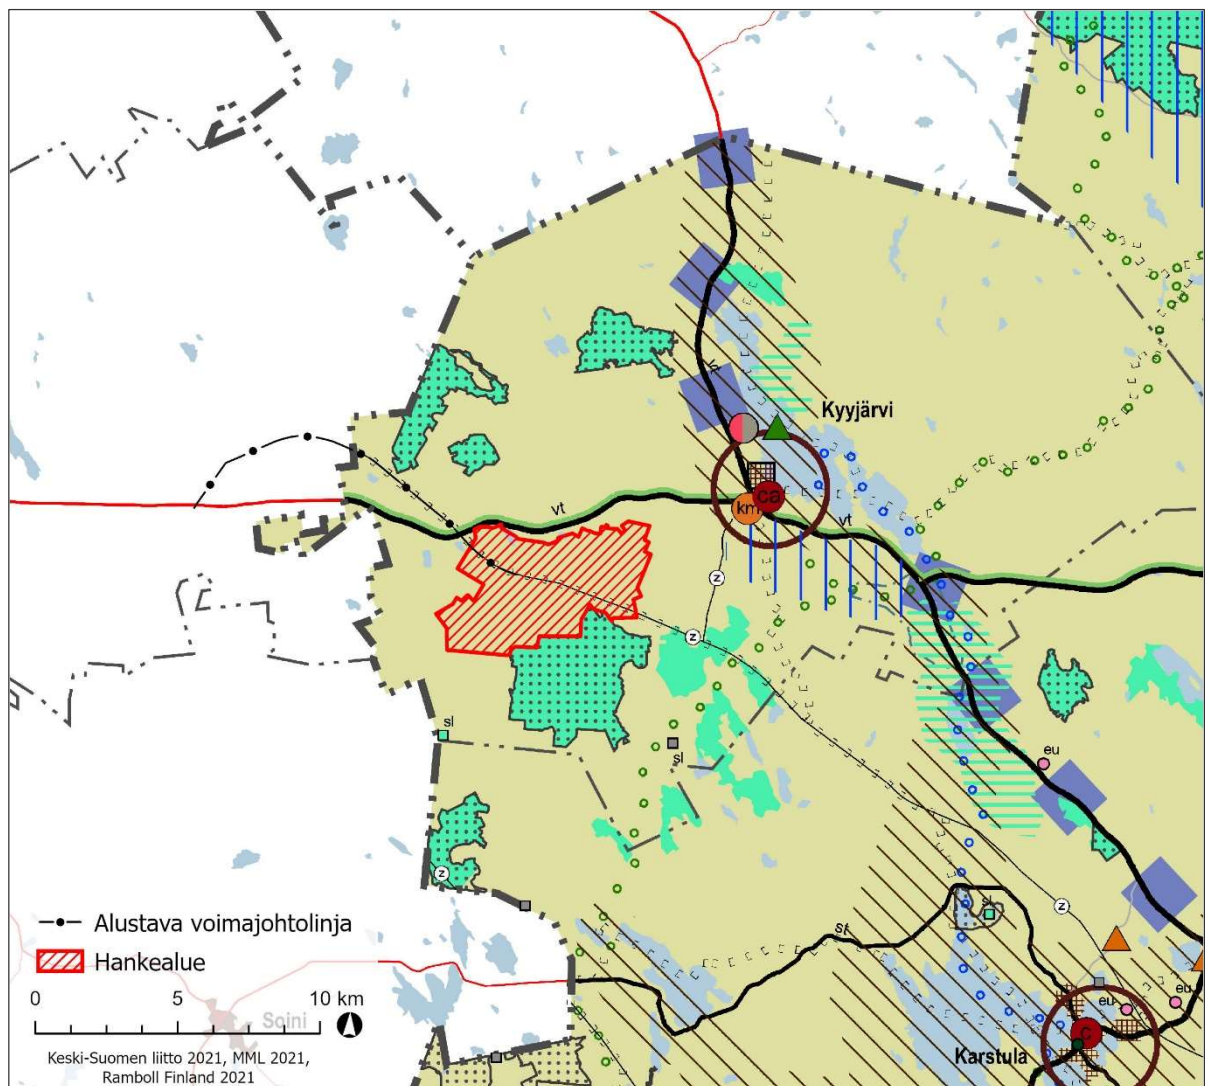 Kyyjärvi
ca
km
vt
vt
z
z
sl
sl
eu
z
z
sl
st
Alustava voimajohtolinja
Hankealue
0 5 10 km
Soini
eu
eu
c
Karstula
Keski-Suomen liitto 2021, MML 2021,
Ramboll Finland 2021